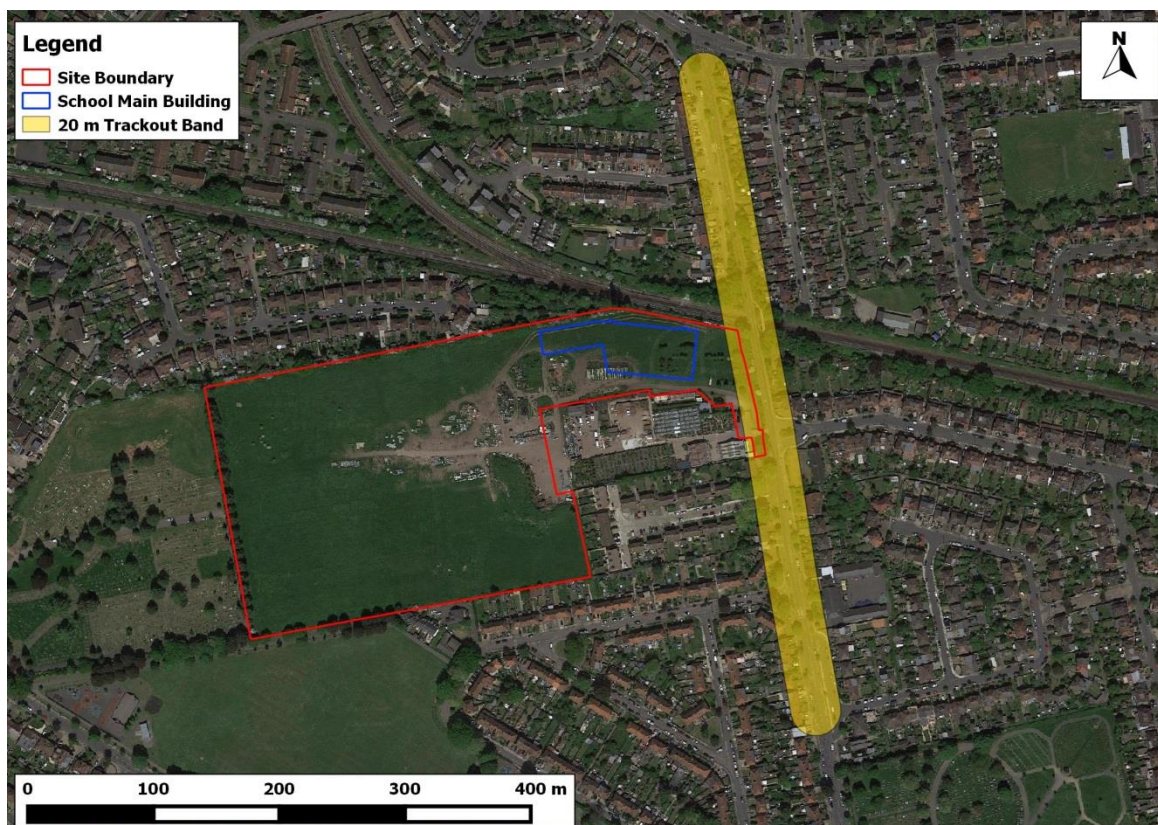 Legend
Site Boundary
School Main Building
20 m Trackout Band
N
0 100 200 300 400 m